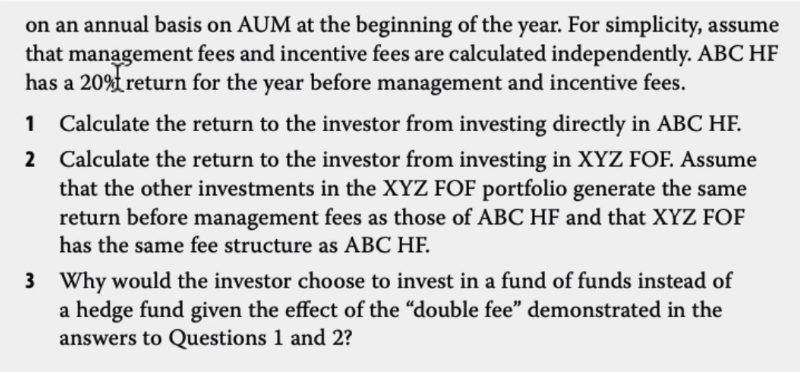 on an annual basis on AUM at the beginning of the year. For simplicity, assume
that management fees and incentive fees are calculated independently. ABC HF
has a 20% return for the year before management and incentive fees.
1 Calculate the return to the investor from investing directly in ABC HF.
2 Calculate the return to the investor from investing in XYZ FOF. Assume
that the other investments in the XYZ FOF portfolio generate the same
return before management fees as those of ABC HF and that XYZ FOF
has the same fee structure as ABC HF.
3 Why would the investor choose to invest in a fund of funds instead of
a hedge fund given the effect of the “double fee” demonstrated in the
answers to Questions 1 and 2?